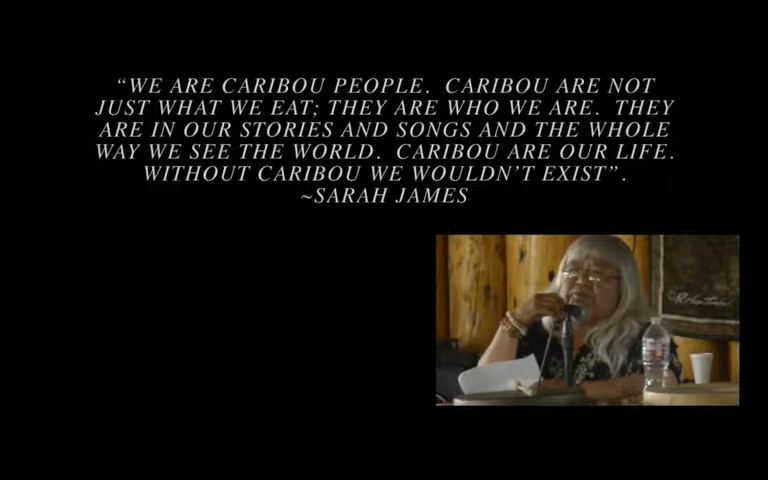 “WE ARE CARIBOU PEOPLE. CARIBOU ARE NOT
JUST WHAT WE EAT; THEY ARE WHO WE ARE. THEY
ARE IN OUR STORIES AND SONGS AND THE WHOLE
WAY WE SEE THE WORLD. CARIBOU ARE OUR LIFE.
WITHOUT CARIBOU WE WOULDN’T EXIST”.
~SARAH JAMES